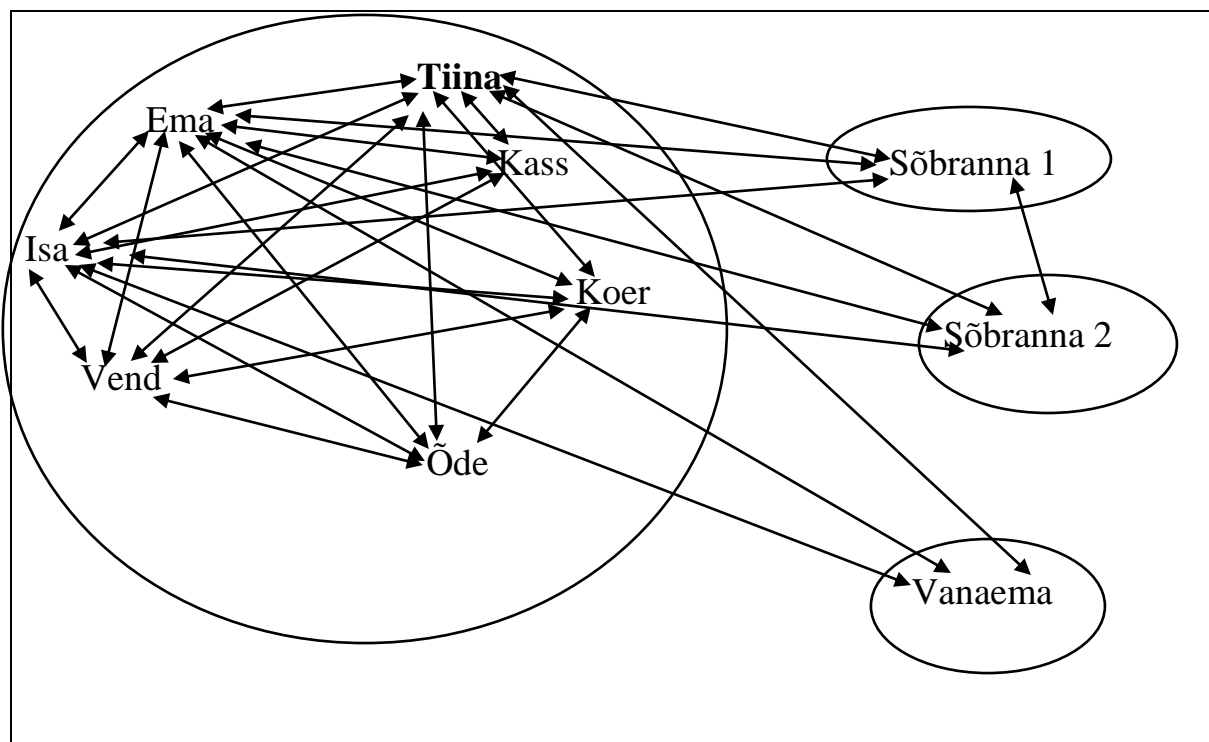 Tiina
Ema
Kass
Sõbranna 1
Isa
Koer
Sõbranna 2
Vend
Õde
Vanaema